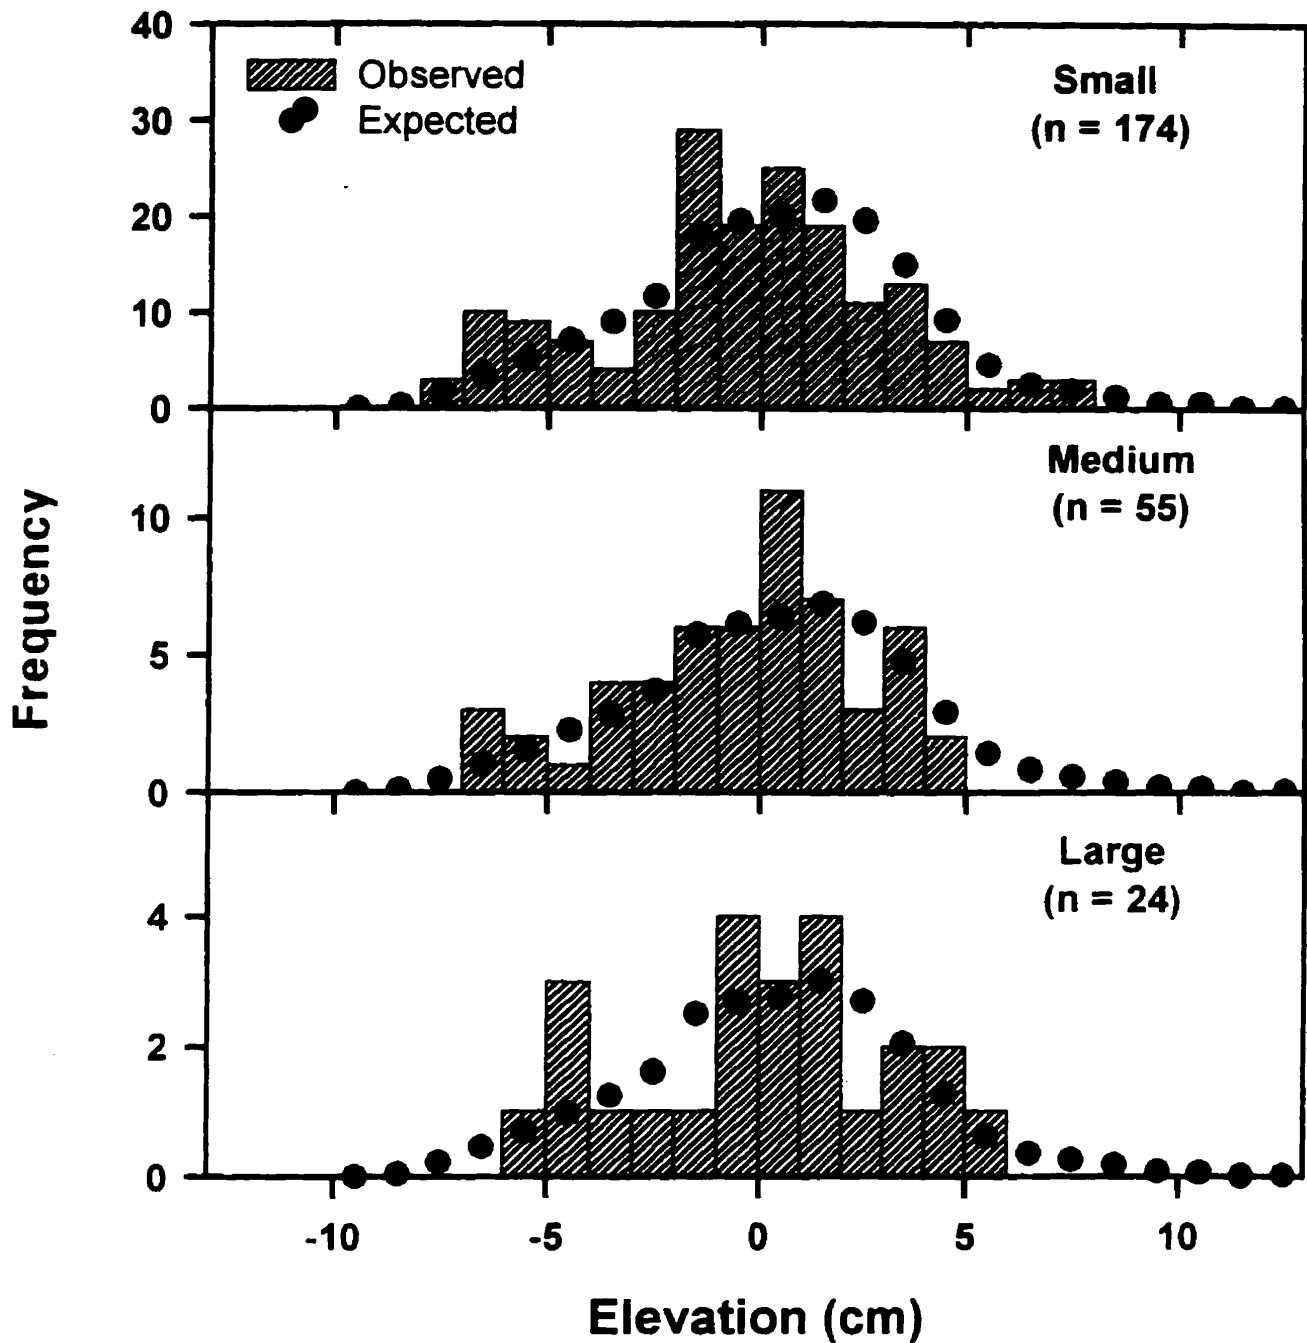 40
30
20
10
0
Observed
Expected
Small
(n = 174)
10
5
0
Medium
(n = 55)
4
2
0
Large
(n = 24)
Frequency
-10 -5 0 5 10
Elevation (cm)